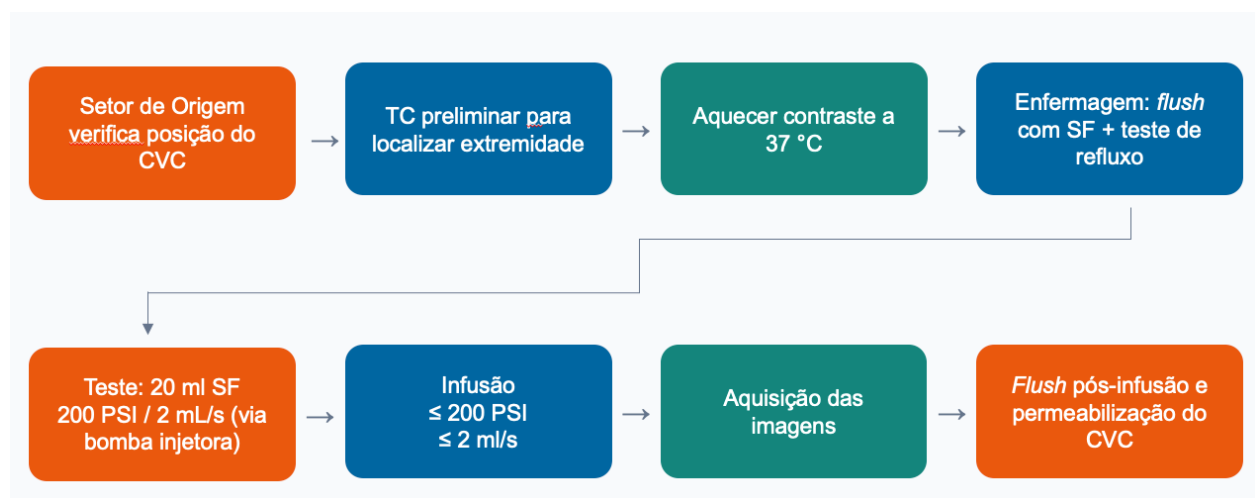 Setor de Origem
verifica posição do
CVC
TC preliminar para
localizar extremidade
Aquecer contraste a
37 °C
Enfermagem: flush
com SF + teste de
refluxo
Teste: 20 ml SF
200 PSI / 2 mL/s (via
bomba injetora)
Infusão
≤ 200 PSI
≤ 2 ml/s
Aquisição das
imagens
Flush pós-infusão e
permeabilização do
CVC